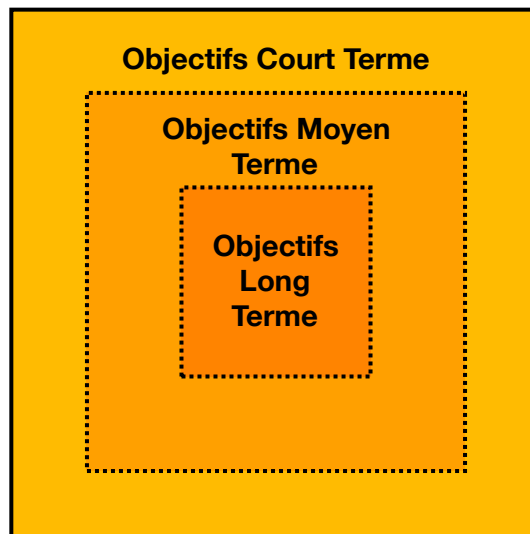 Objectifs Court Terme
Objectifs Moyen
Terme
Objectifs
Long
Terme